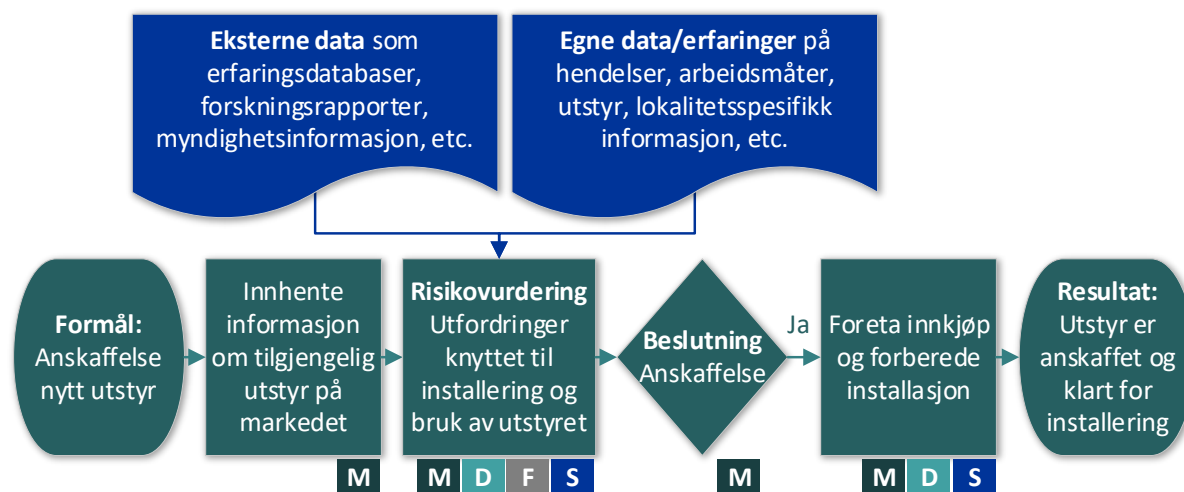 Eksterne data som
erfaringsdatabaser,
forskningsrapporter,
myndighetsinformasjon, etc.
Egne data/erfaringer på
hendelser, arbeidsmåter,
utstyr, lokalitetsspesifikk
informasjon, etc.
Formål:
Anskaffelse
nytt utstyr
Innhente
informasjon
om tilgjengelig
utstyr på
markedet
M
Risikovurdering
Utfordringer
knyttet til
installering og
bruk av utstyret
M D F S
Beslutning
Anskaffelse
M
Ja
Foreta innkjøp
og forberede
installasjon
M D S
Resultat:
Utstyr er
anskaffet og
klart for
installering